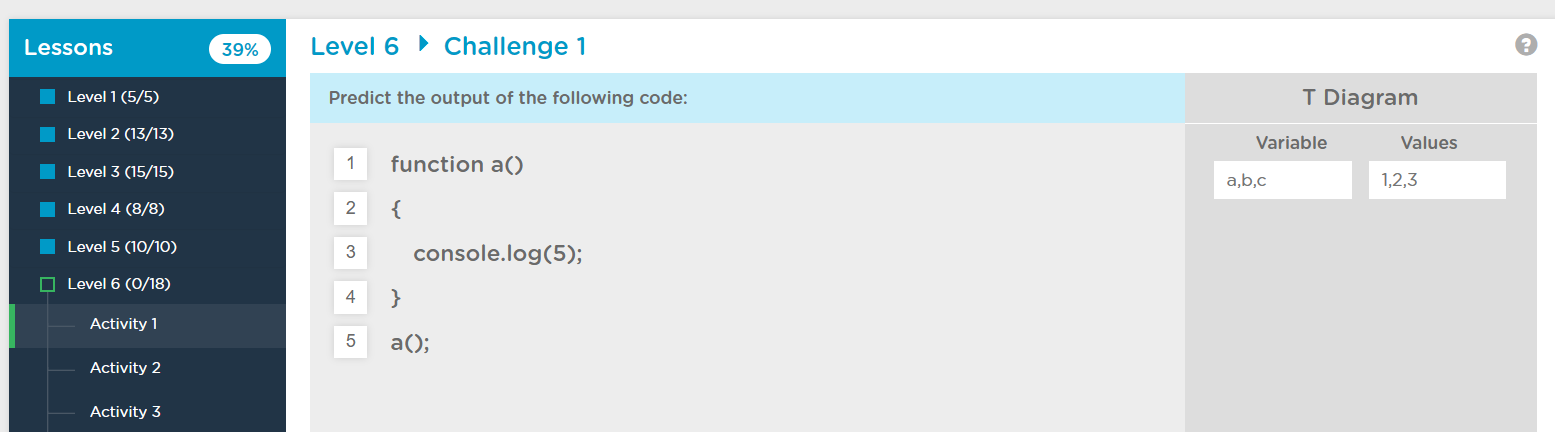 Lessons
39%
Level 1 (5/5)
Level 2 (13/13)
Level 3 (15/15)
Level 4 (8/8)
Level 5 (10/10)
Level 6 (0/18)
Activity 1
Activity 2
Activity 3
Level 6 Challenge 1
?
Predict the output of the following code:
1 function a()
2 {
3 console.log(5);
4 }
5 a();
T Diagram
Variable Values
a,b,c 1,2,3